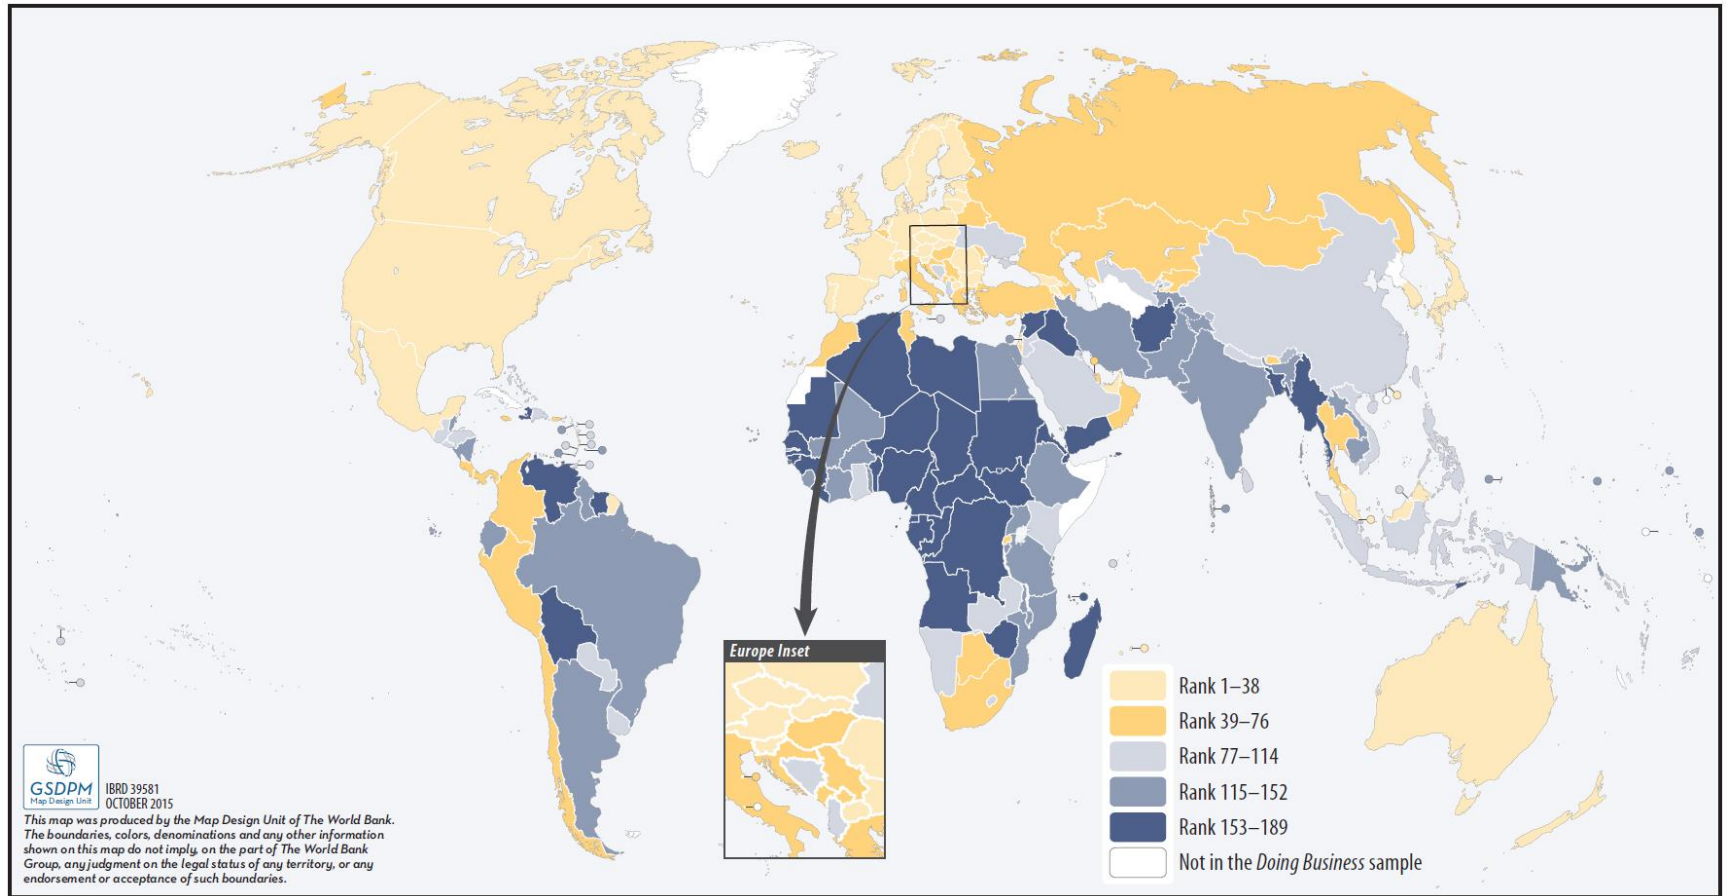 Europe Inset
Rank 1–38
Rank 39–76
Rank 77–114
Rank 115–152
Rank 153–189
Not in the Doing Business sample
GSDPM
Map Design Unit
IBRD 39581
OCTOBER 2015
This map was produced by the Map Design Unit of The World Bank.
The boundaries, colors, denominations and any other information
shown on this map do not imply, on the part of The World Bank
Group, any judgment on the legal status of any territory, or any
endorsement or acceptance of such boundaries.